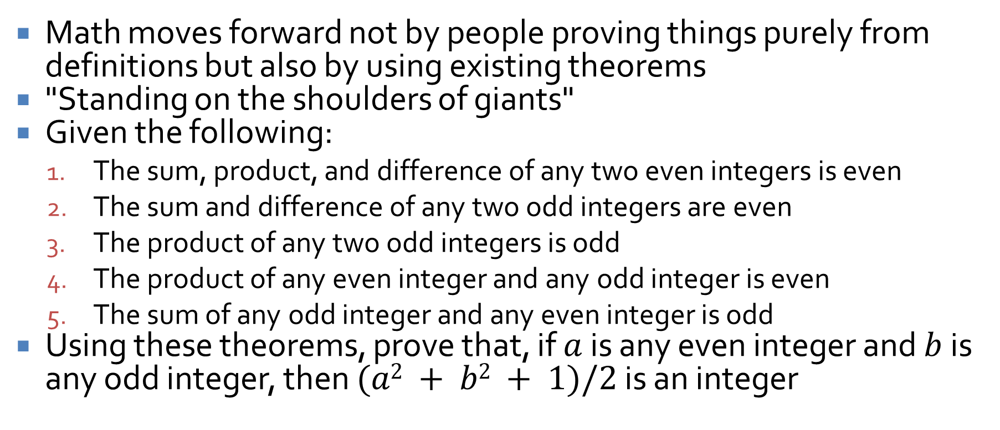 ▪ Math moves forward not by people proving things purely from
definitions but also by using existing theorems
▪ "Standing on the shoulders of giants"
▪ Given the following:
1. The sum, product, and difference of any two even integers is even
2. The sum and difference of any two odd integers are even
3. The product of any two odd integers is odd
4. The product of any even integer and any odd integer is even
5. The sum of any odd integer and any even integer is odd
▪ Using these theorems, prove that, if 𝑎 is any even integer and 𝑏 is
any odd integer, then (𝑎² + 𝑏² + 1)/2 is an integer